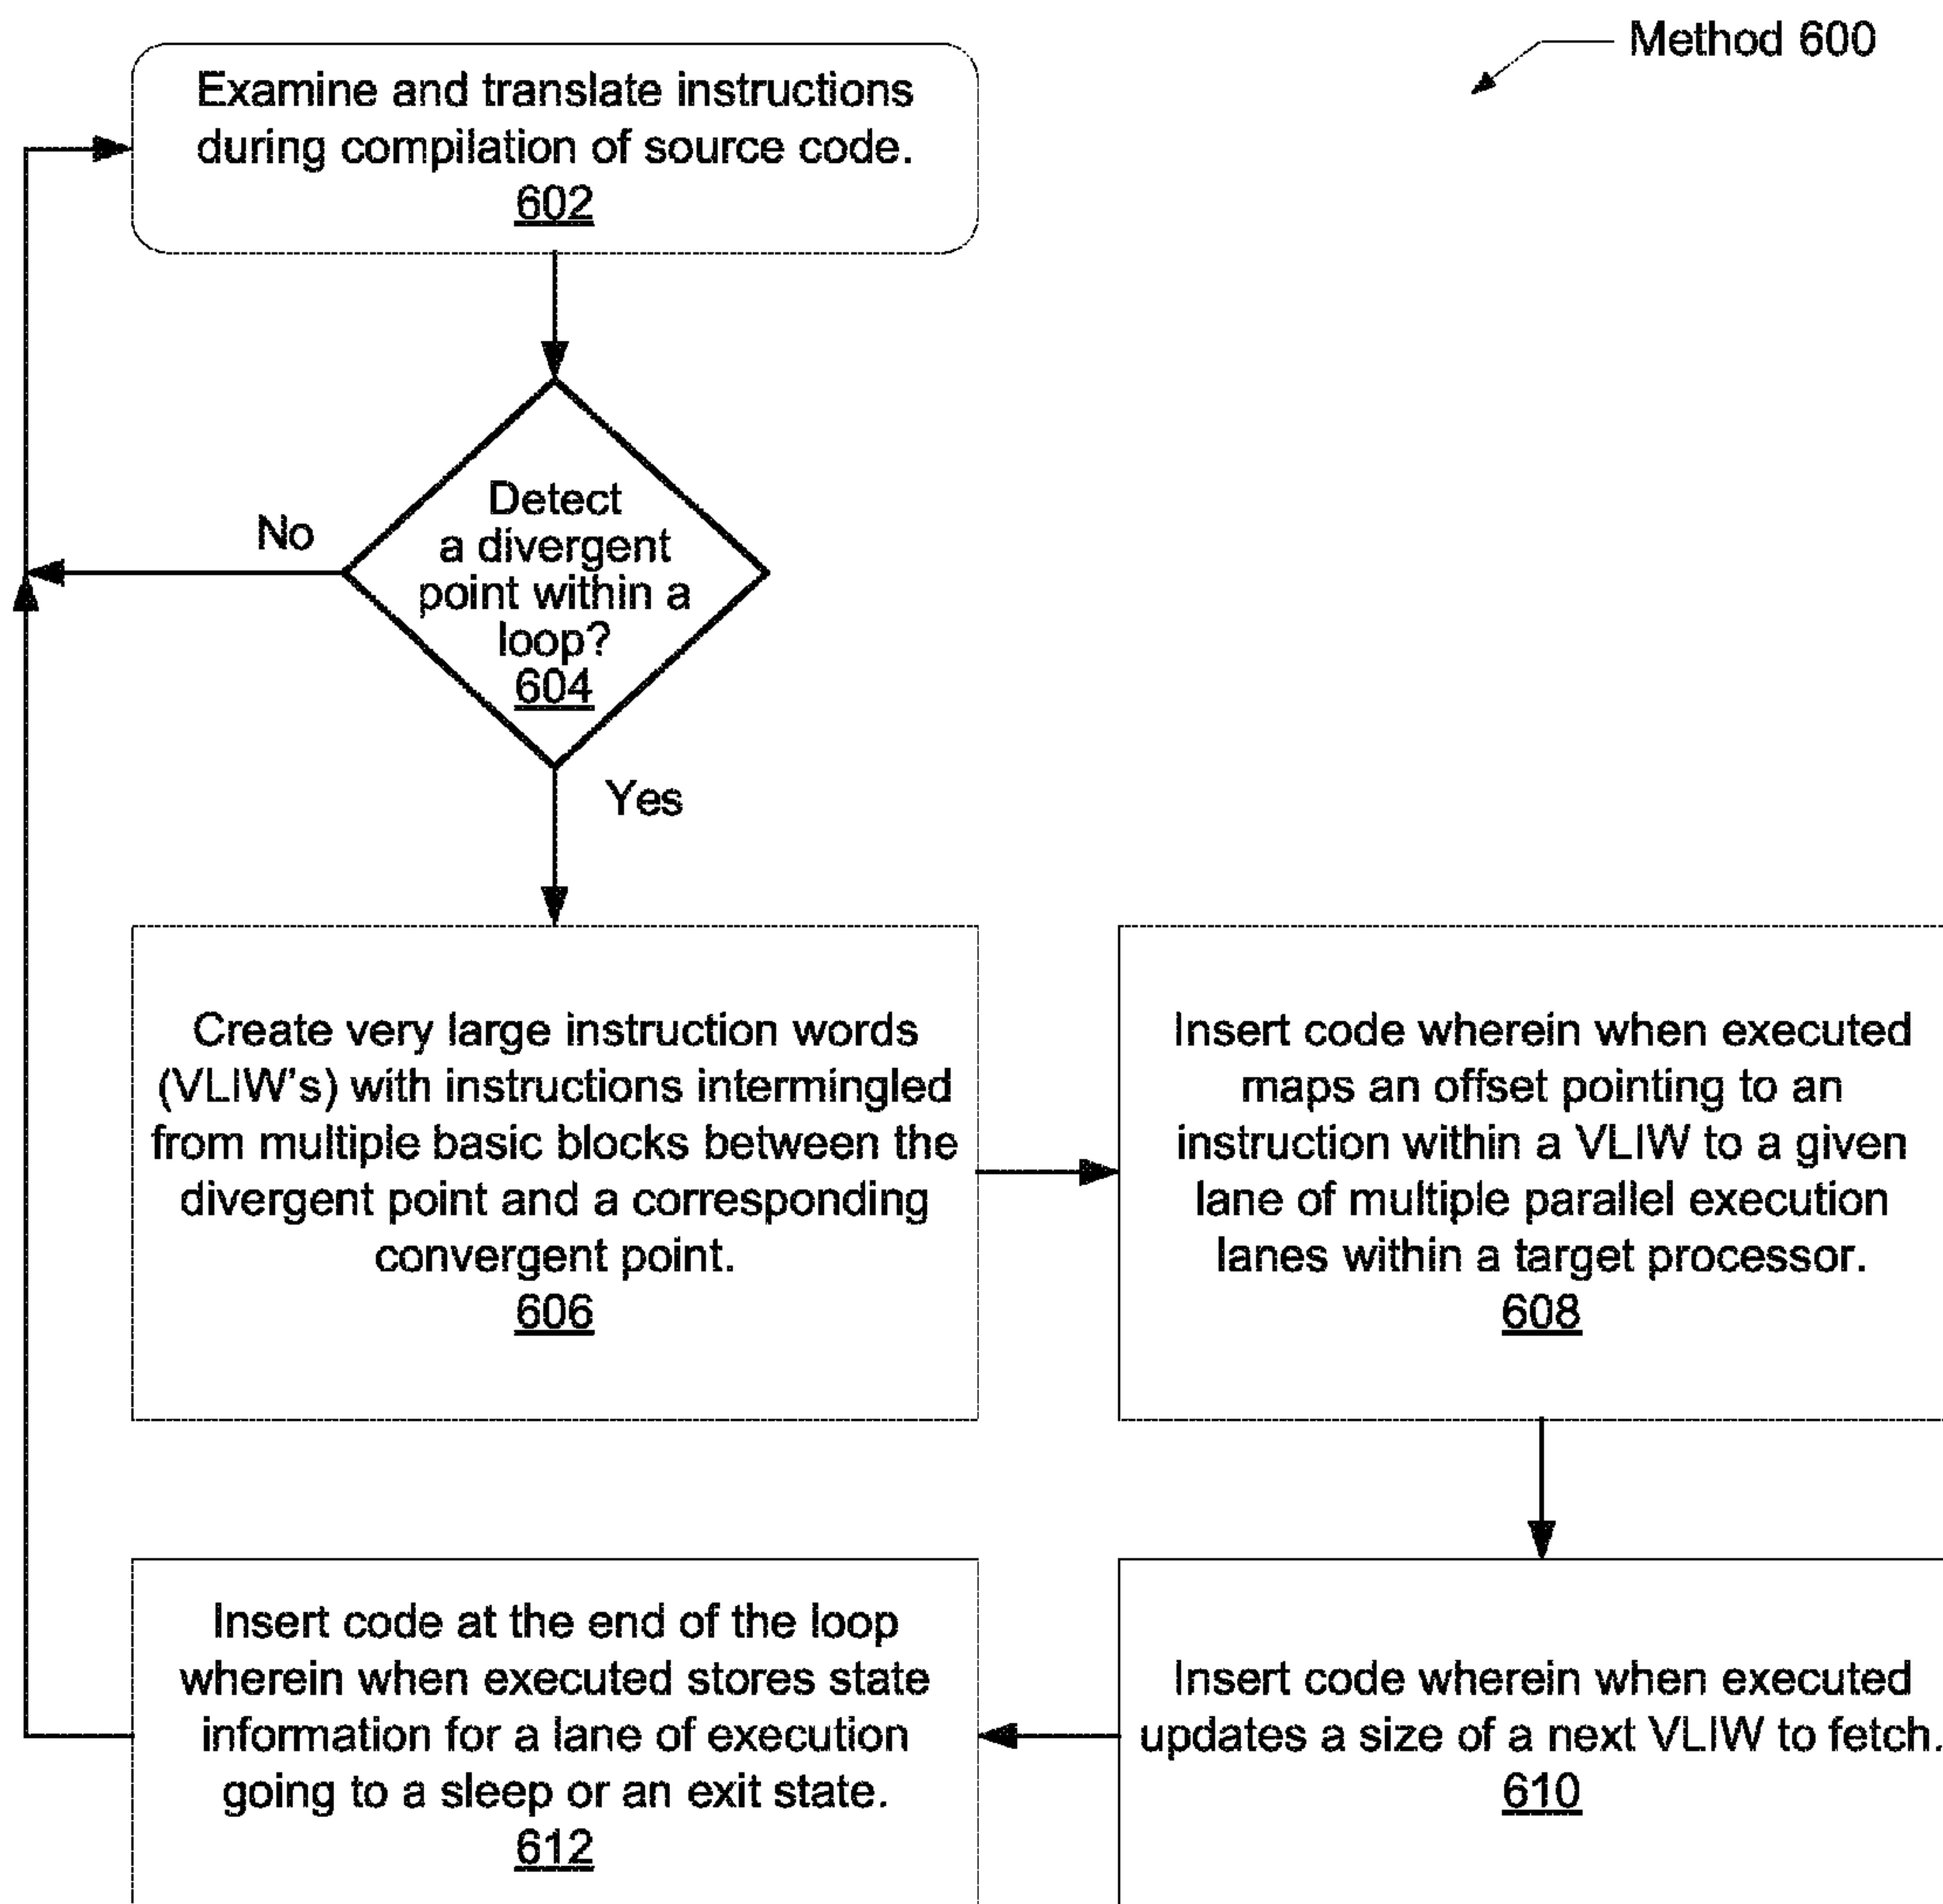 Method 600
Examine and translate instructions
during compilation of source code.
602
Detect
a divergent
point within a
loop?
604
No
Yes
Create very large instruction words
(VLIW's) with instructions intermingled
from multiple basic blocks between the
divergent point and a corresponding
convergent point.
606
Insert code wherein when executed
maps an offset pointing to an
instruction within a VLIW to a given
lane of multiple parallel execution
lanes within a target processor.
608
Insert code wherein when executed
updates a size of a next VLIW to fetch.
610
Insert code at the end of the loop
wherein when executed stores state
information for a lane of execution
going to a sleep or an exit state.
612